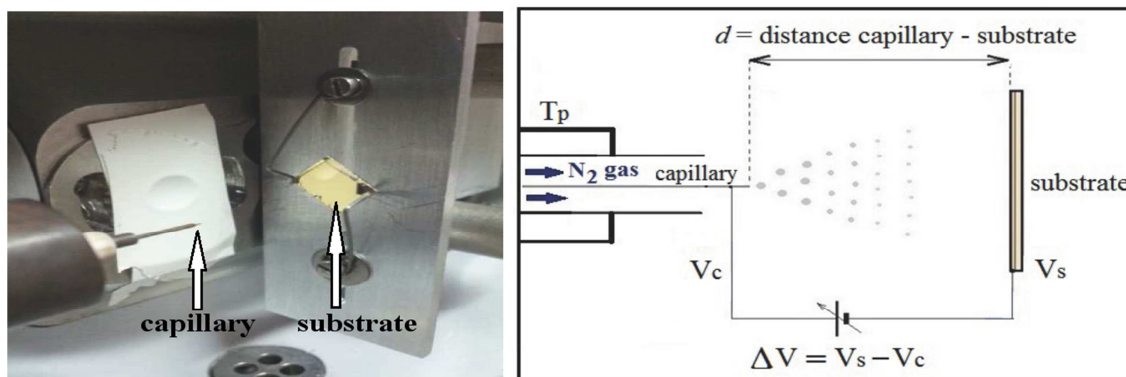 capillary
substrate
d = distance capillary - substrate
Tp
N2 gas
capillary
substrate
Vc
Vs
ΔV = Vs – Vc